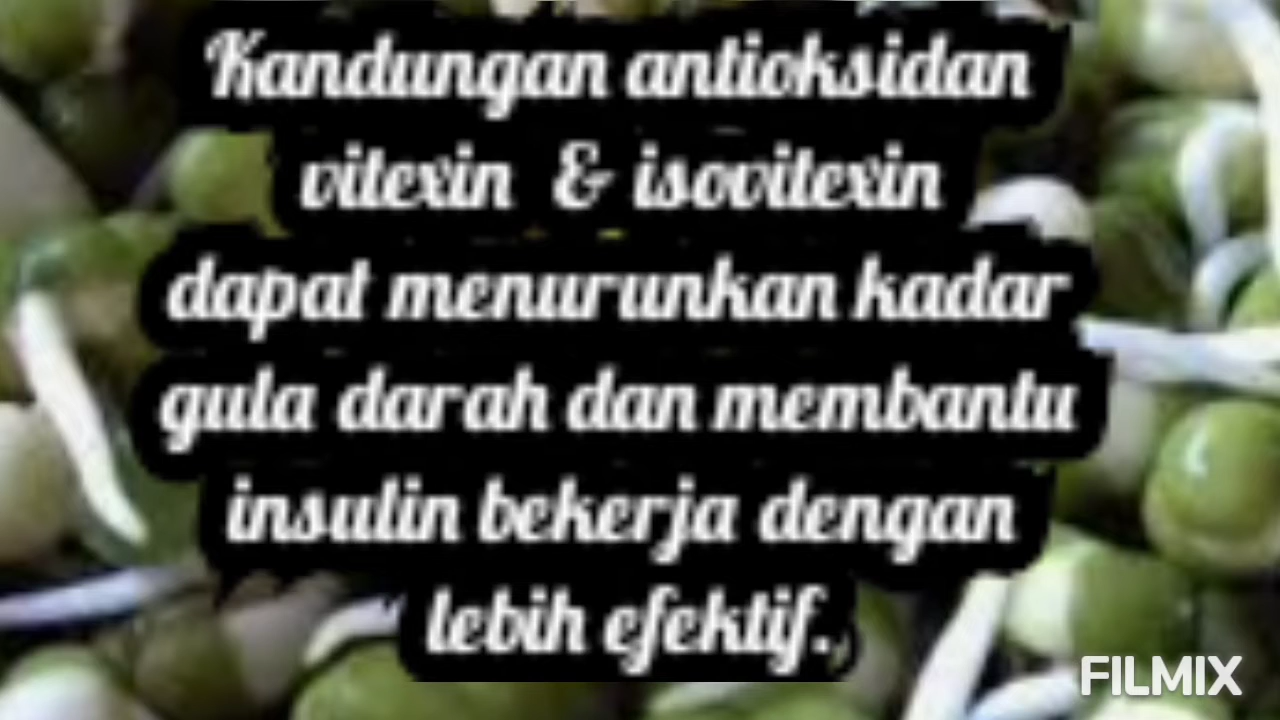 Kandungan antioksidan
vitexin & isovitexin
dapat menurunkan kadar
gula darah dan membantu
insulin bekerja dengan
lebih efektif.
FILMIX